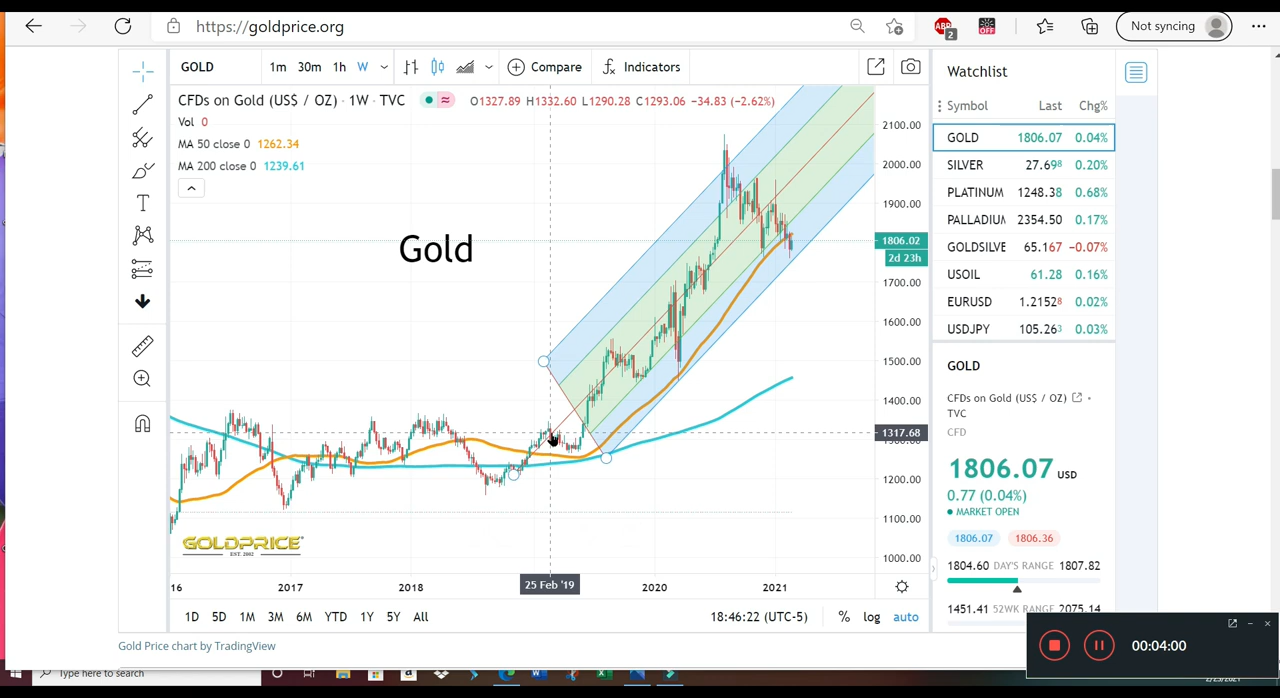 https://goldprice.org
ABP
2
OFF
Not syncing
GOLD
1m 30m 1h W
Compare
Indicators
CFDs on Gold (US$ / OZ) · 1W · TVC
O1327.89 H1332.60 L1290.28 C1293.06 −34.83 (−2.62%)
Vol 0
MA 50 close 0 1262.34
MA 200 close 0 1239.61
Gold
2100.00
2000.00
1900.00
1806.02
2d 23h
1700.00
1600.00
1500.00
1400.00
1317.68
1200.00
1100.00
1000.00
GOLDPRICE
EST. 2002
16 2017 2018 25 Feb '19 2020 2021
1D 5D 1M 3M 6M YTD 1Y 5Y All
18:46:22 (UTC-5) % log auto
Gold Price chart by TradingView
Watchlist
Symbol Last Chg%
GOLD 1806.07 0.04%
SILVER 27.698 0.20%
PLATINUM 1248.38 0.68%
PALLADIUM 2354.50 0.17%
GOLDSILVE 65.167 −0.07%
USOIL 61.28 0.16%
EURUSD 1.21528 0.02%
USDJPY 105.263 0.03%
GOLD
CFDs on Gold (US$ / OZ) •
TVC
CFD
1806.07 USD
0.77 (0.04%)
MARKET OPEN
1806.07 1806.36
1804.60 DAY'S RANGE 1807.82
1451.41 52WK RANGE 2075.14
00:04:00
Type here to search